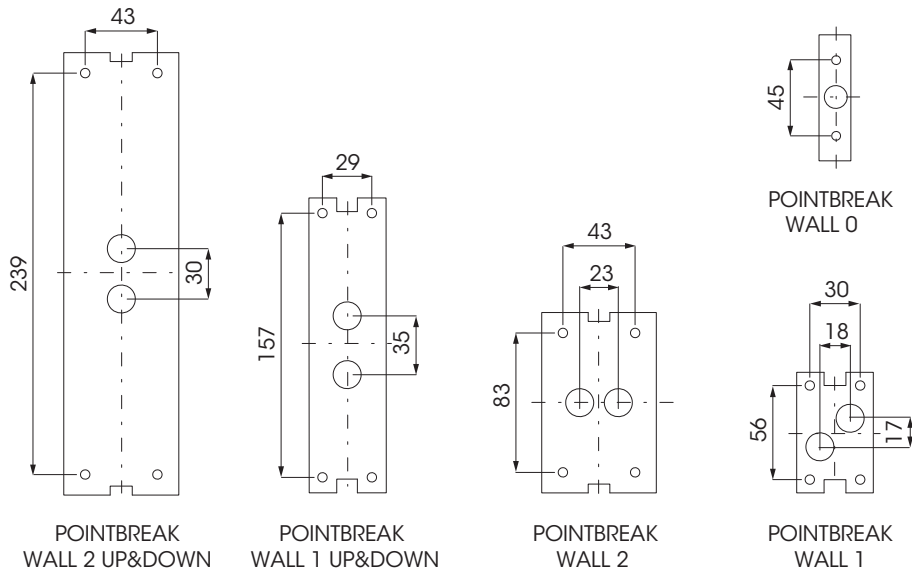 43
239
30
POINTBREAK
WALL 2 UP&DOWN
29
157
35
POINTBREAK
WALL 1 UP&DOWN
43
23
83
POINTBREAK
WALL 2
45
POINTBREAK
WALL 0
30
18
56
17
POINTBREAK
WALL 1